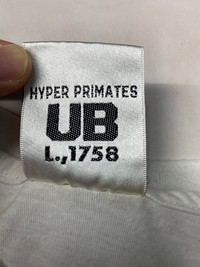 HYPER PRIMATES
UB
L.,1758